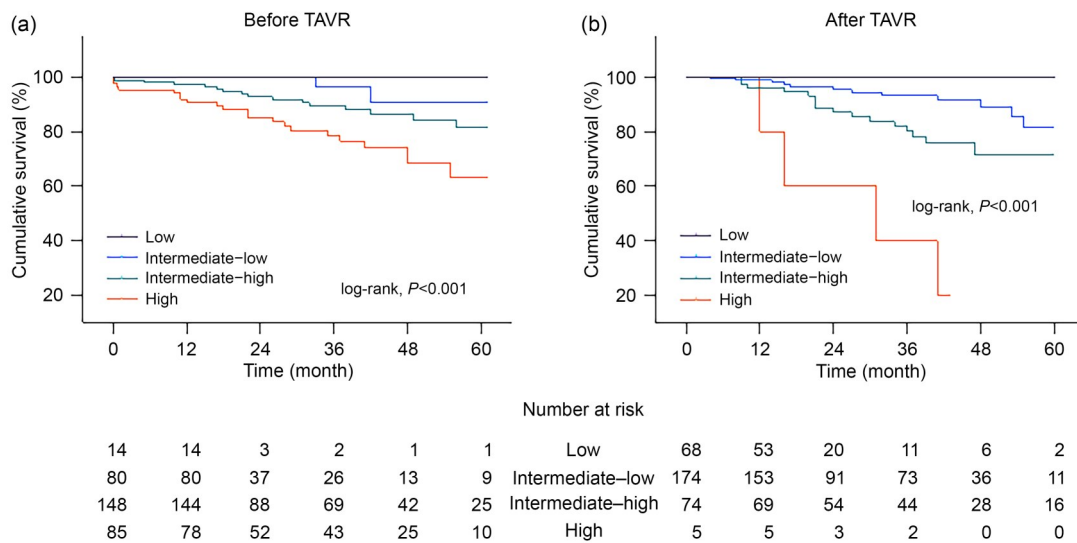 (a) Before TAVR
Cumulative survival (%)
100
80
60
40
20
Low
Intermediate−low
Intermediate−high
High
log-rank, P<0.001
0 12 24 36 48 60
Time (month)
(b) After TAVR
Cumulative survival (%)
100
80
60
40
20
Low
Intermediate−low
Intermediate−high
High
log-rank, P<0.001
0 12 24 36 48 60
Time (month)
Number at risk
14 14 3 2 1 1 Low 68 53 20 11 6 2
80 80 37 26 13 9 Intermediate–low 174 153 91 73 36 11
148 144 88 69 42 25 Intermediate–high 74 69 54 44 28 16
85 78 52 43 25 10 High 5 5 3 2 0 0